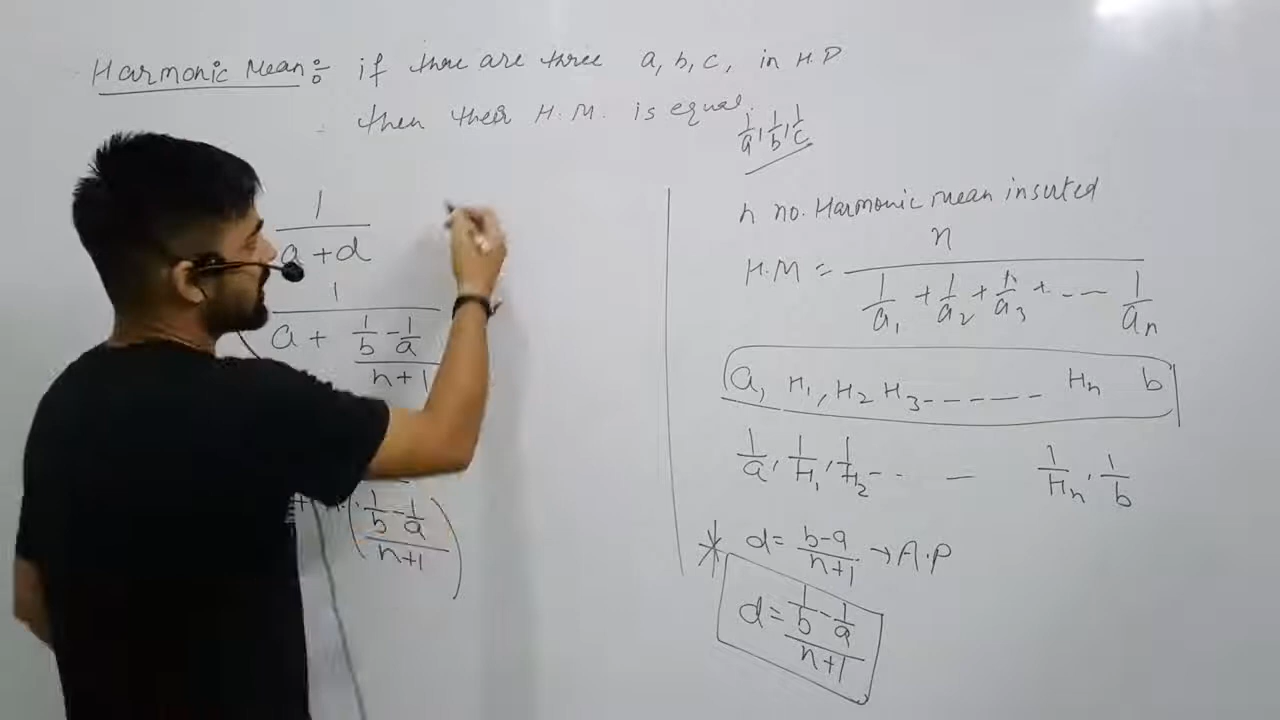 Harmonic Mean:- if there are three a, b, c, in H.P
then their H.M. is equal.
1/a, 1/b, 1/c
1/(a+d)
1/(a + (1/b - 1/a)/(n+1))
((1/b - 1/a)/(n+1))
n no. Harmonic mean insuted
H.M = n/(1/a₁ + 1/a₂ + 1/a₃ + -- - 1/aₙ)
a, H₁, H₂ H₃ - - - - - - Hₙ b
1/a, 1/H₁, 1/H₂ - - - 1/Hₙ, 1/b
* d = (b-a)/(n+1) → A.P
d = (1/b - 1/a)/(n+1)